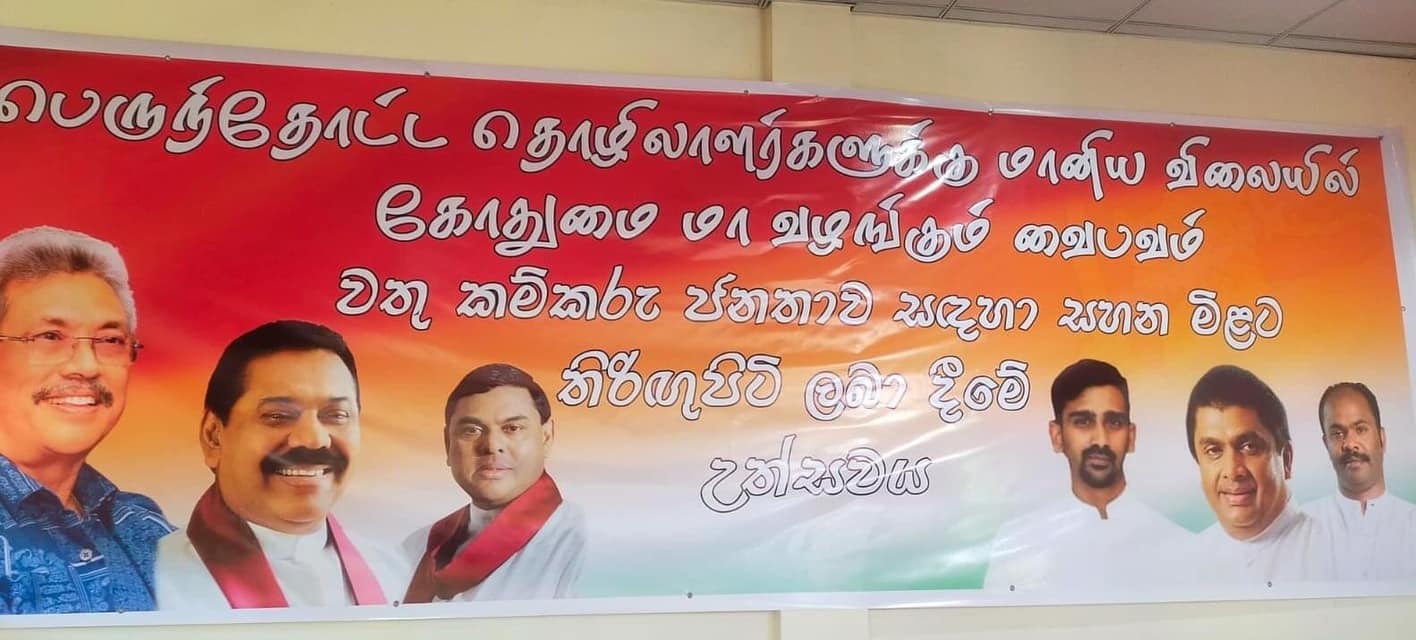 பெருந்தோட்ட தொழிலாளர்களுக்கு மானிய விலையில்
கோதுமை மா வழங்கும் வைபவம்
වතු කම්කරු ජනතාව සඳහා සහන මිළට
තිරිඟුපිටි ලබා දීමේ
උත්සවය